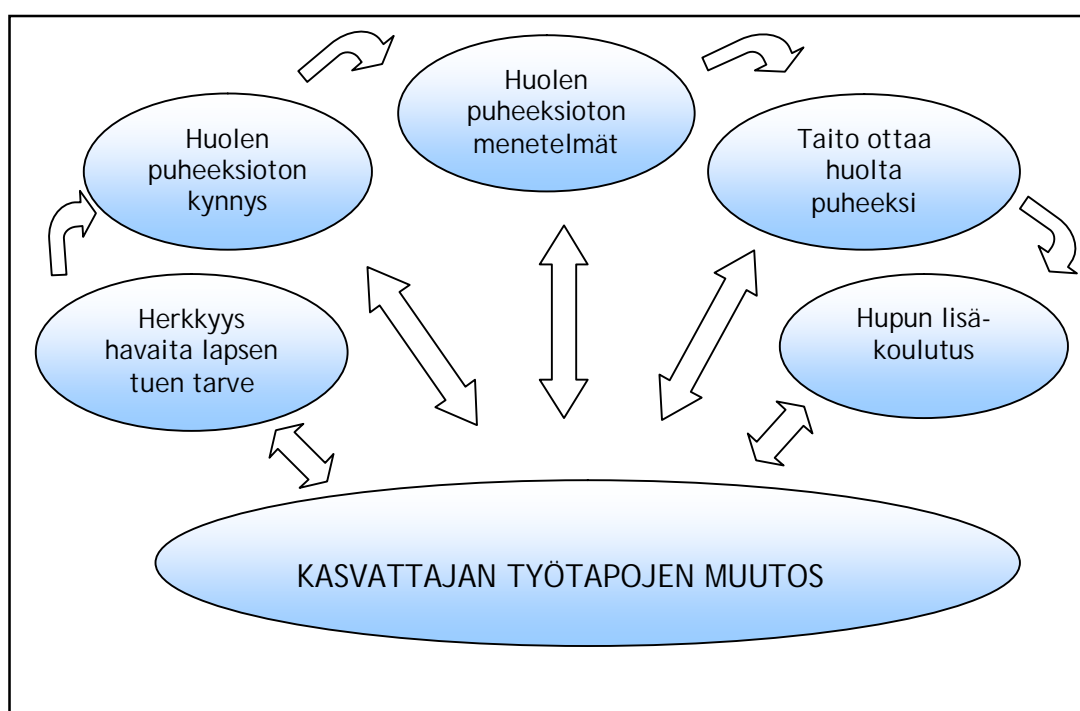 Huolen
puheeksioton
menetelmät
Huolen
puheeksioton
kynnys
Taito ottaa
huolta
puheeksi
Herkkyys
havaita lapsen
tuen tarve
Hupun lisä-
koulutus
KASVATTAJAN TYÖTAPOJEN MUUTOS